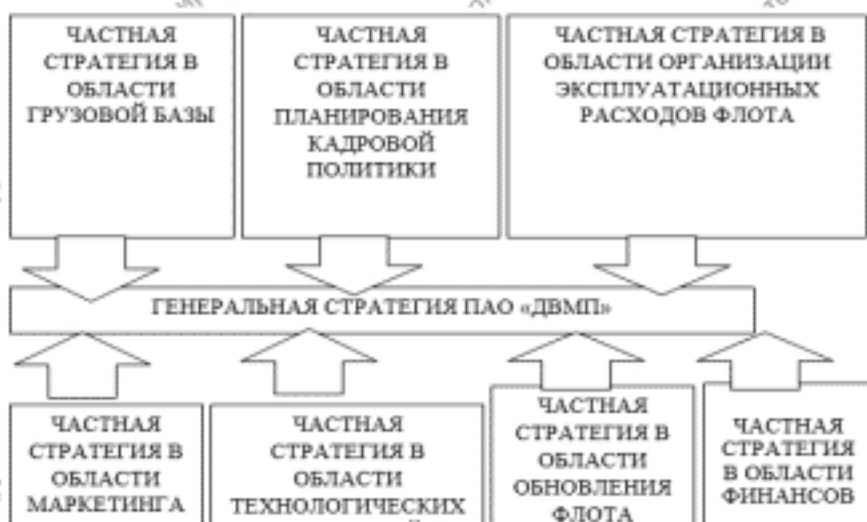 ЧАСТНАЯ
СТРАТЕГИЯ В
ОБЛАСТИ
ГРУЗОВОЙ БАЗЫ
ЧАСТНАЯ
СТРАТЕГИЯ В
ОБЛАСТИ
ПЛАНИРОВАНИЯ
КАДРОВОЙ
ПОЛИТИКИ
ЧАСТНАЯ СТРАТЕГИЯ В
ОБЛАСТИ ОРГАНИЗАЦИИ
ЭКСПЛУАТАЦИОННЫХ
РАСХОДОВ ФЛОТА
ГЕНЕРАЛЬНАЯ СТРАТЕГИЯ ПАО «ДВМП»
ЧАСТНАЯ
СТРАТЕГИЯ В
ОБЛАСТИ
МАРКЕТИНГА
ЧАСТНАЯ
СТРАТЕГИЯ В
ОБЛАСТИ
ТЕХНОЛОГИЧЕСКИХ
ЧАСТНАЯ
СТРАТЕГИЯ В
ОБЛАСТИ
ОБНОВЛЕНИЯ
ФЛОТА
ЧАСТНАЯ
СТРАТЕГИЯ
В ОБЛАСТИ
ФИНАНСОВ